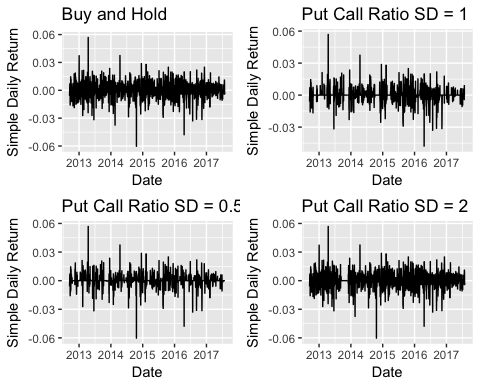 Buy and Hold
Simple Daily Return
0.06
0.03
0.00
-0.03
-0.06
2013 2014 2015 2016 2017
Date
Put Call Ratio SD = 1
Simple Daily Return
0.06
0.03
0.00
-0.03
2013 2014 2015 2016 2017
Date
Put Call Ratio SD = 0.5
Simple Daily Return
0.06
0.03
0.00
-0.03
-0.06
2013 2014 2015 2016 2017
Date
Put Call Ratio SD = 2
Simple Daily Return
0.06
0.03
0.00
-0.03
-0.06
2013 2014 2015 2016 2017
Date